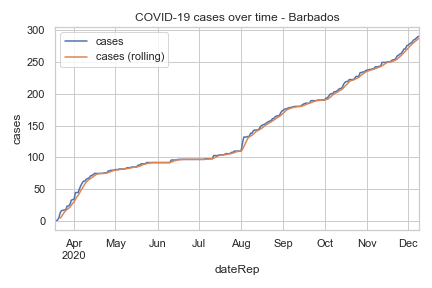 COVID-19 cases over time - Barbados
cases
cases (rolling)
300
250
200
150
100
50
0
cases
Apr
2020
May
Jun
Jul
Aug
Sep
Oct
Nov
Dec
dateRep